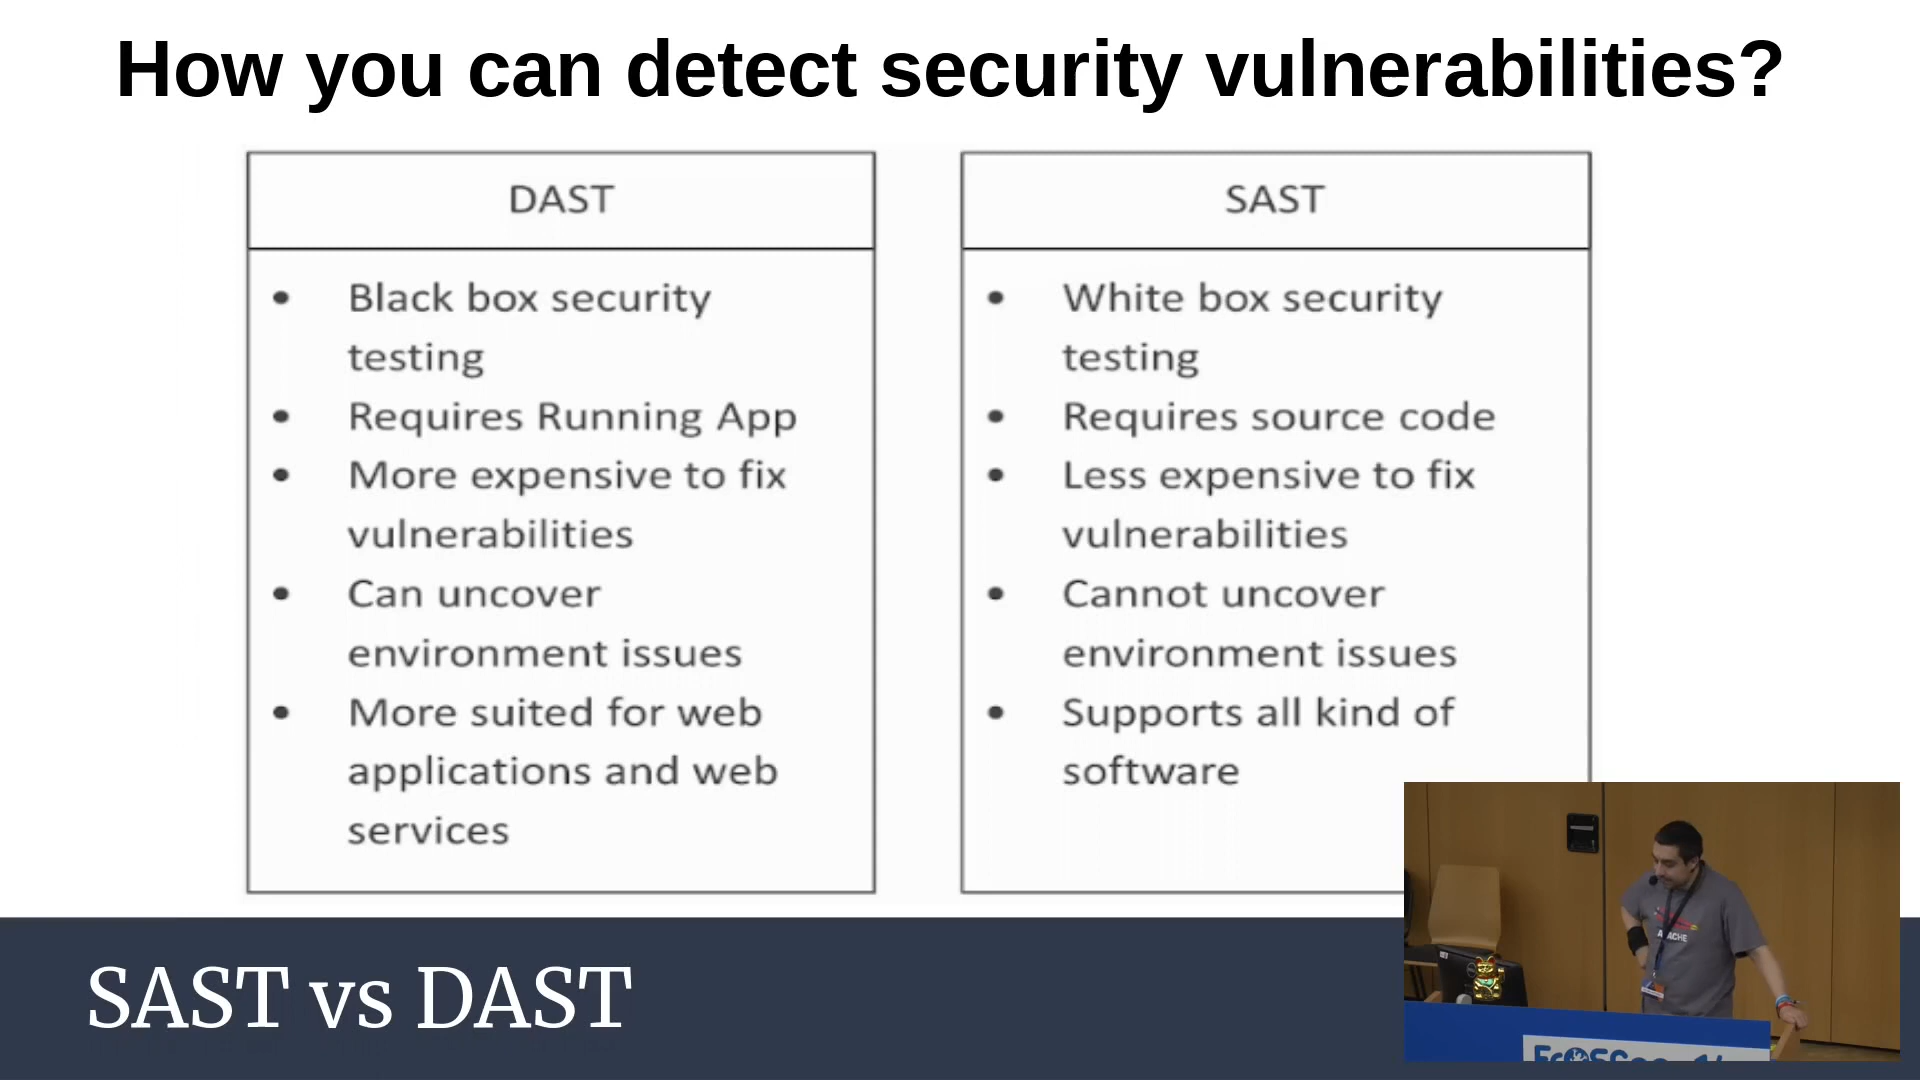 How you can detect security vulnerabilities?
DAST
• Black box security
testing
• Requires Running App
• More expensive to fix
vulnerabilities
• Can uncover
environment issues
• More suited for web
applications and web
services
SAST
• White box security
testing
• Requires source code
• Less expensive to fix
vulnerabilities
• Cannot uncover
environment issues
• Supports all kind of
software
SAST vs DAST
APACHE